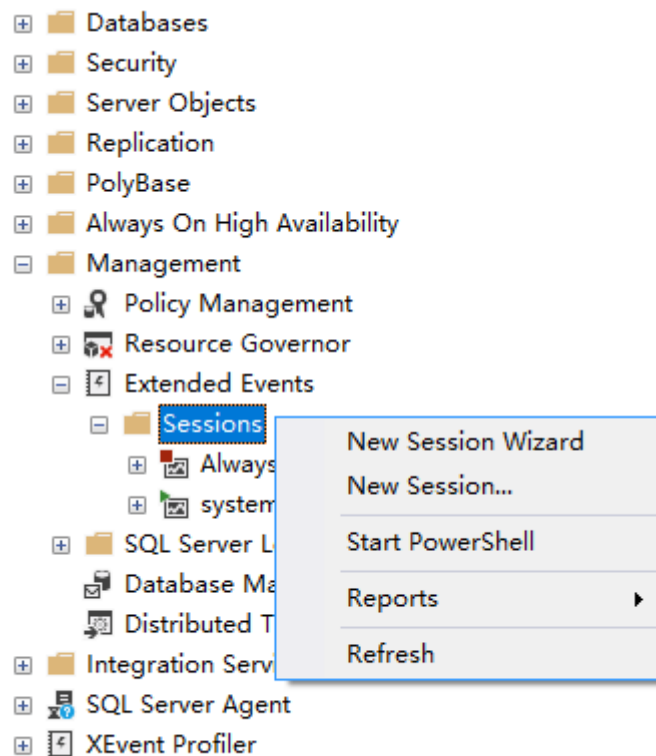 Databases
Security
Server Objects
Replication
PolyBase
Always On High Availability
Management
Policy Management
Resource Governor
Extended Events
Sessions
Always
system
SQL Server L
Database Ma
Distributed T
Integration Servi
SQL Server Agent
XEvent Profiler
New Session Wizard
New Session...
Start PowerShell
Reports
Refresh